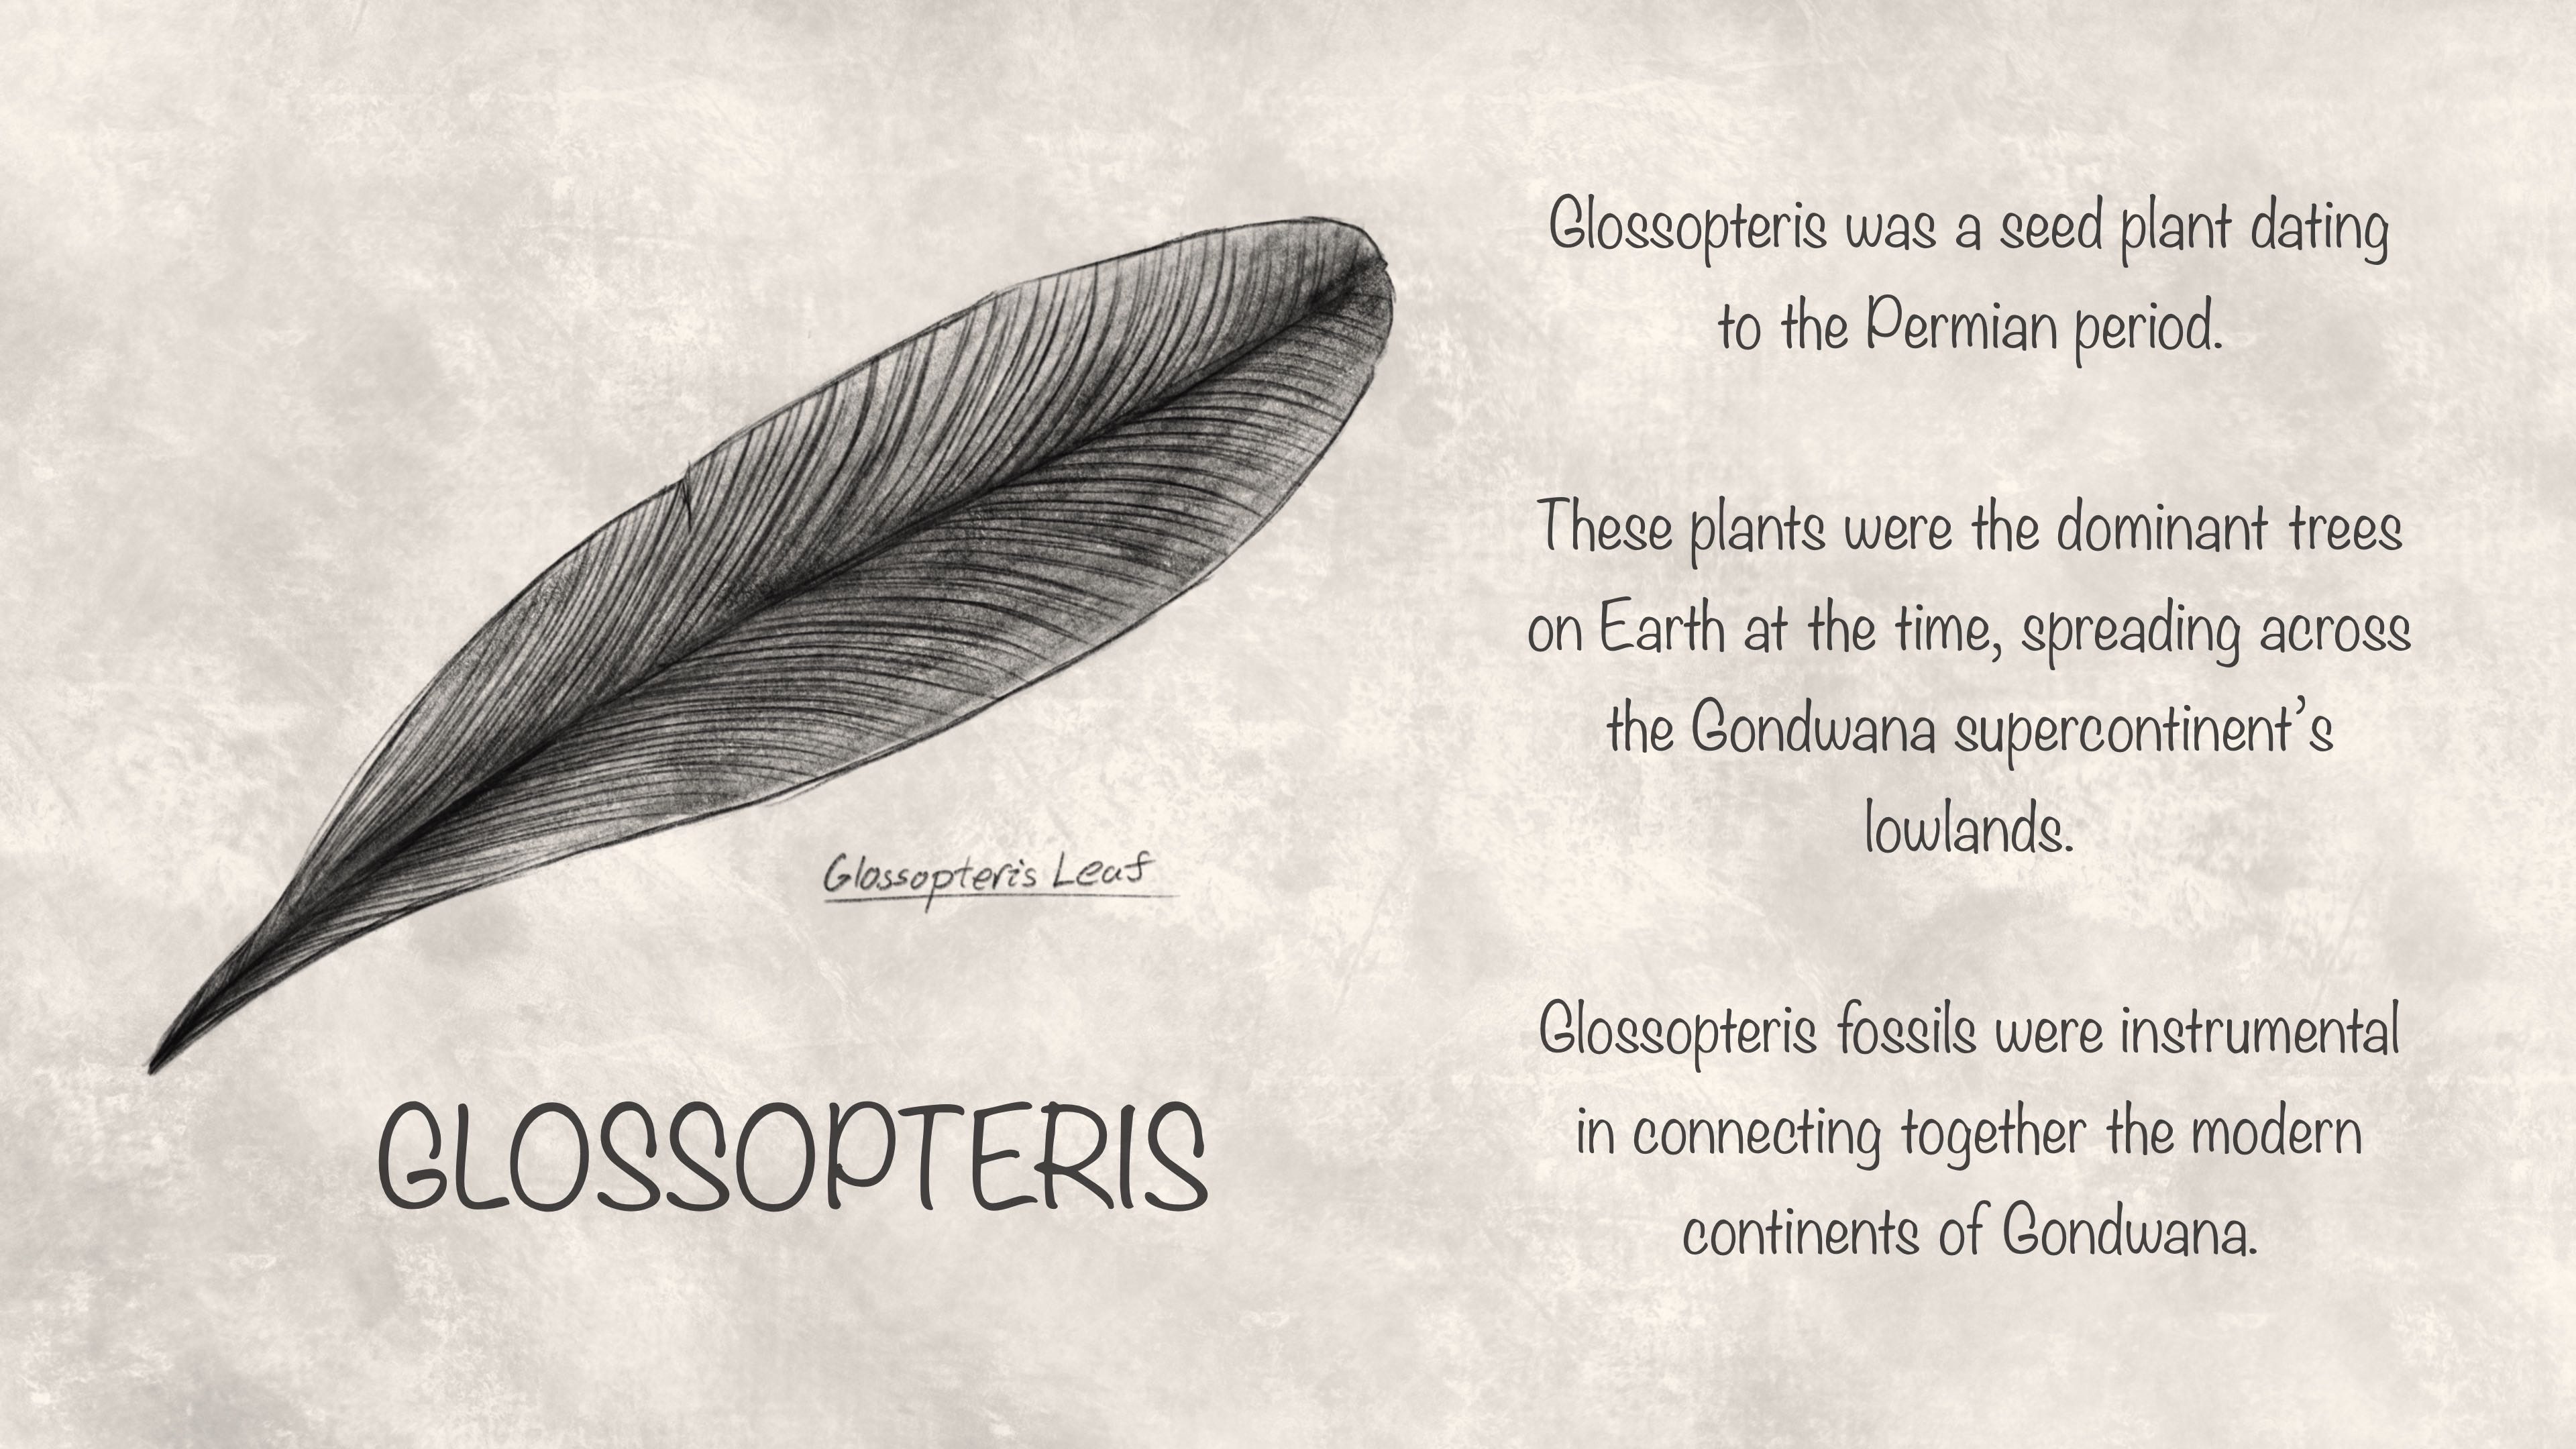 Glossopteris Leaf
GLOSSOPTERIS
Glossopteris was a seed plant dating
to the Permian period.
These plants were the dominant trees
on Earth at the time, spreading across
the Gondwana supercontinent’s
lowlands.
Glossopteris fossils were instrumental
in connecting together the modern
continents of Gondwana.